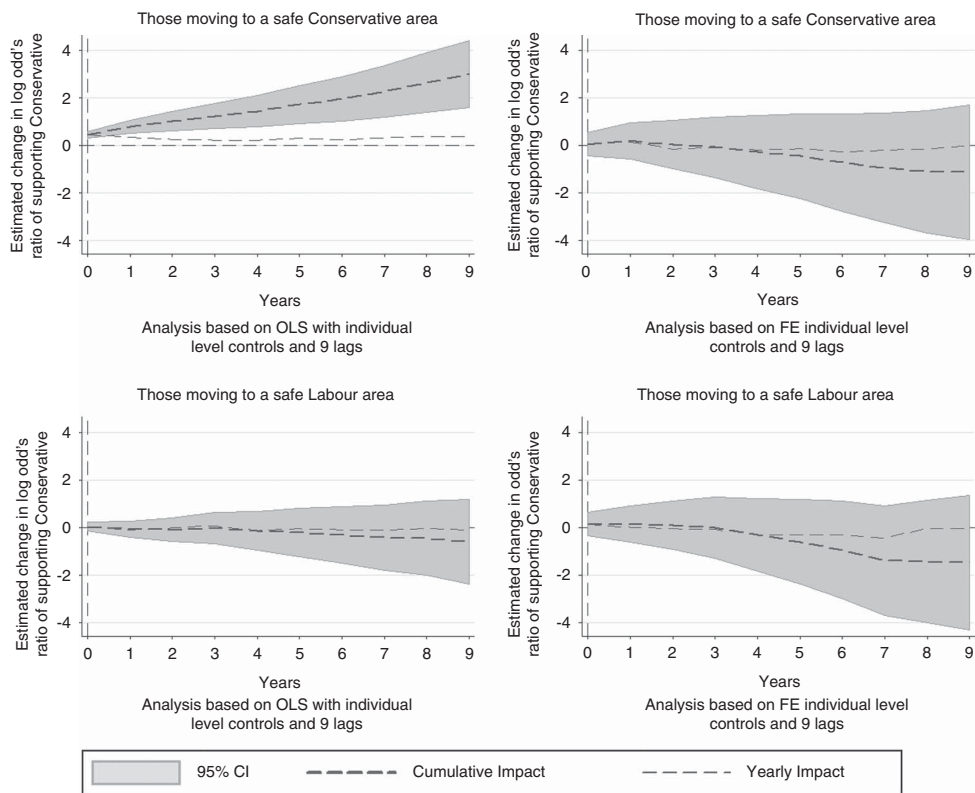 Those moving to a safe Conservative area
Estimated change in log odd's
ratio of supporting Conservative
4
2
0
-2
-4
0 1 2 3 4 5 6 7 8 9
Years
Analysis based on OLS with individual
level controls and 9 lags
Those moving to a safe Conservative area
Estimated change in log odd's
ratio of supporting Conservative
4
2
0
-2
-4
0 1 2 3 4 5 6 7 8 9
Years
Analysis based on FE individual level
controls and 9 lags
Those moving to a safe Labour area
Estimated change in log odd's
ratio of supporting Conservative
4
2
0
-2
-4
0 1 2 3 4 5 6 7 8 9
Years
Analysis based on OLS with individual
level controls and 9 lags
Those moving to a safe Labour area
Estimated change in odd's
ratio of supporting Conservative
4
2
0
-2
-4
0 1 2 3 4 5 6 7 8 9
Years
Analysis based on FE individual level
controls and 9 lags
95% CI Cumulative Impact Yearly Impact